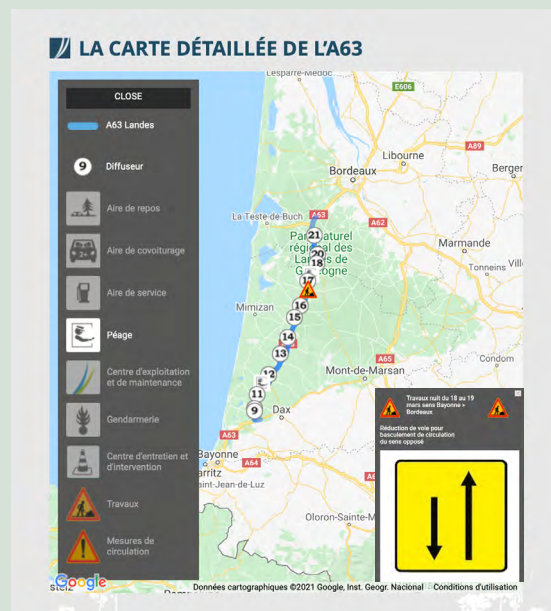 LA CARTE DÉTAILLÉE DE L'A63
CLOSE
A63 Landes
9 Diffuseur
Aire de repos
2+ Aire de covoiturage
Aire de service
Péage
Centre d'exploitation
et de maintenance
Gendarmerie
Centre d'entretien et
d'intervention
Travaux
Mesures de
circulation
Lesparre-Médoc
E606
A89
Libourne
Bordeaux
Berger
La Teste-de-Buch
A63
A62
21
Parc naturel
régional des
Landes de
Gascogne
20
18
17
Marmande
Tonneins
Mimizan
16
15
14
13
12
11
9
A65
Condom
Mont-de-Marsan
Dax
A63
Bayonne
A64
arritz
aint-Jean-de-Luz
Oloron-Sainte-M
Travaux nuit du 18 au 19
mars sens Bayonne »
Bordeaux
Réduction de voie pour
basculement de circulation
du sens opposé
Google
Données cartographiques ©2021 Google, Inst. Geogr. Nacional
Conditions d'utilisation